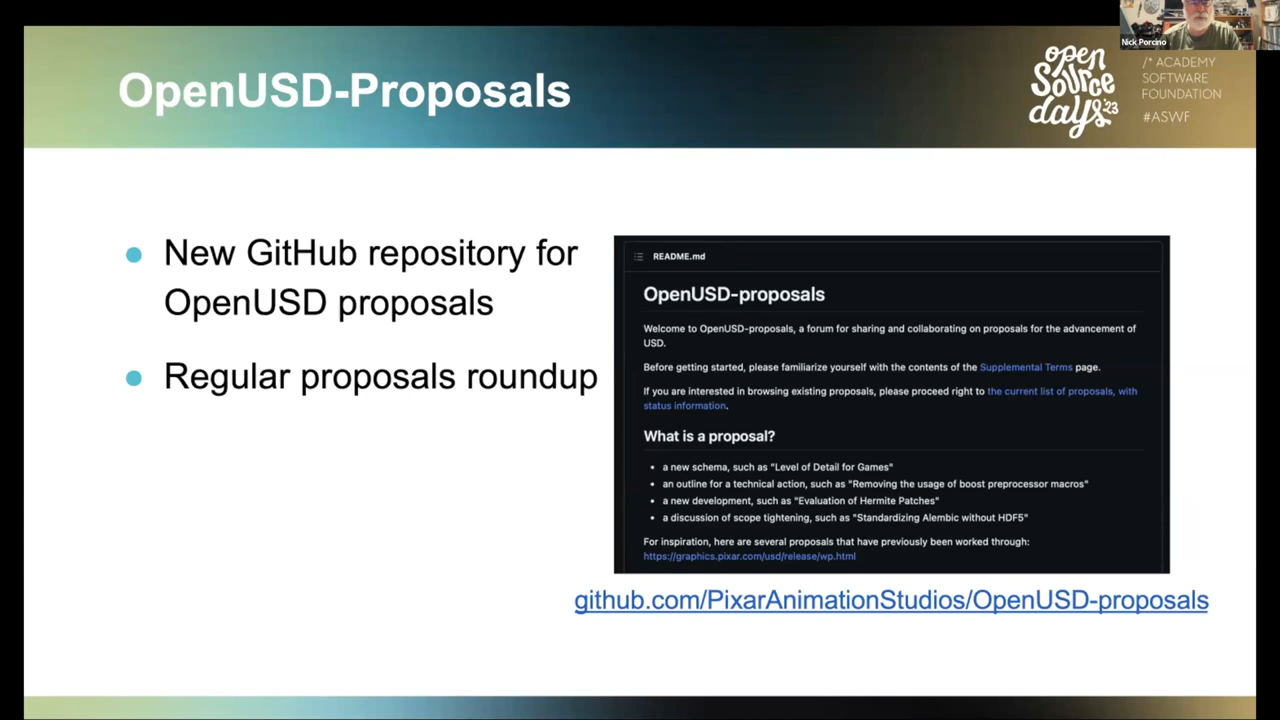 Nick Porcino
OpenUSD-Proposals
open
Source
days '23
/* ACADEMY
SOFTWARE
FOUNDATION
#ASWF
New GitHub repository for
OpenUSD proposals
Regular proposals roundup
README.md
OpenUSD-proposals
Welcome to OpenUSD-proposals, a forum for sharing and collaborating on proposals for the advancement of
USD.
Before getting started, please familiarize yourself with the contents of the Supplemental Terms page.
If you are interested in browsing existing proposals, please proceed right to the current list of proposals, with
status information.
What is a proposal?
• a new schema, such as "Level of Detail for Games"
• an outline for a technical action, such as "Removing the usage of boost preprocessor macros"
• a new development, such as "Evaluation of Hermite Patches"
• a discussion of scope tightening, such as "Standardizing Alembic without HDF5"
For inspiration, here are several proposals that have previously been worked through:
https://graphics.pixar.com/usd/release/wp.html
github.com/PixarAnimationStudios/OpenUSD-proposals